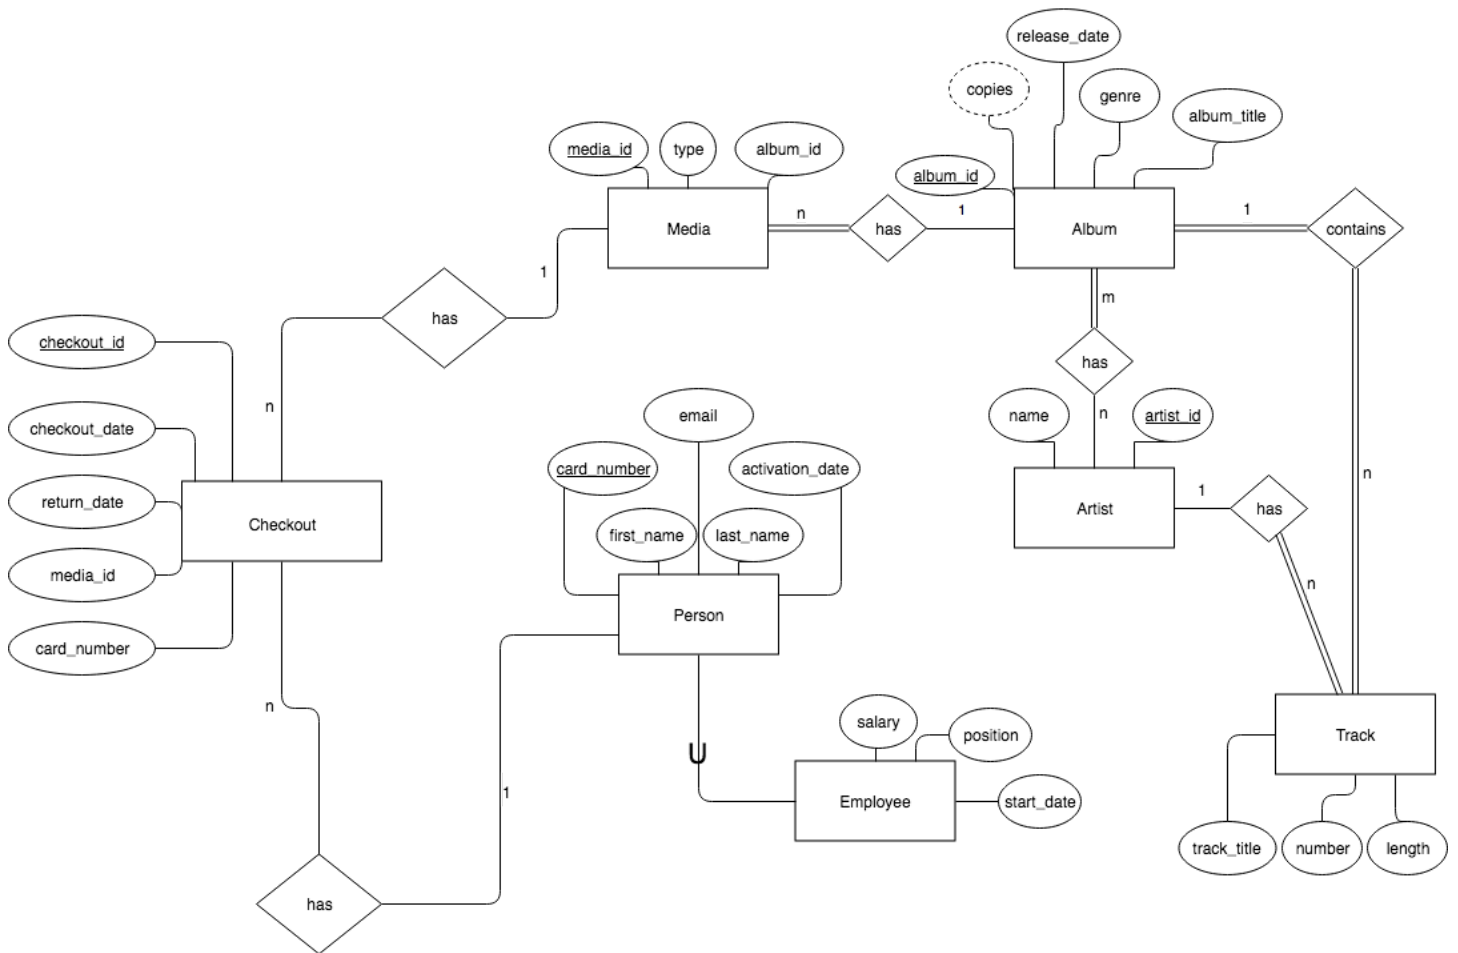 release_date
copies
genre
album_title
media_id
type
album_id
album_id
Media
n
has
1
Album
1
contains
1
has
m
has
n
checkout_id
checkout_date
return_date
media_id
card_number
n
Checkout
n
has
1
email
card_number
activation_date
first_name
last_name
Person
U
salary
position
Employee
start_date
name
artist_id
Artist
1
has
n
n
Track
track_title
number
length